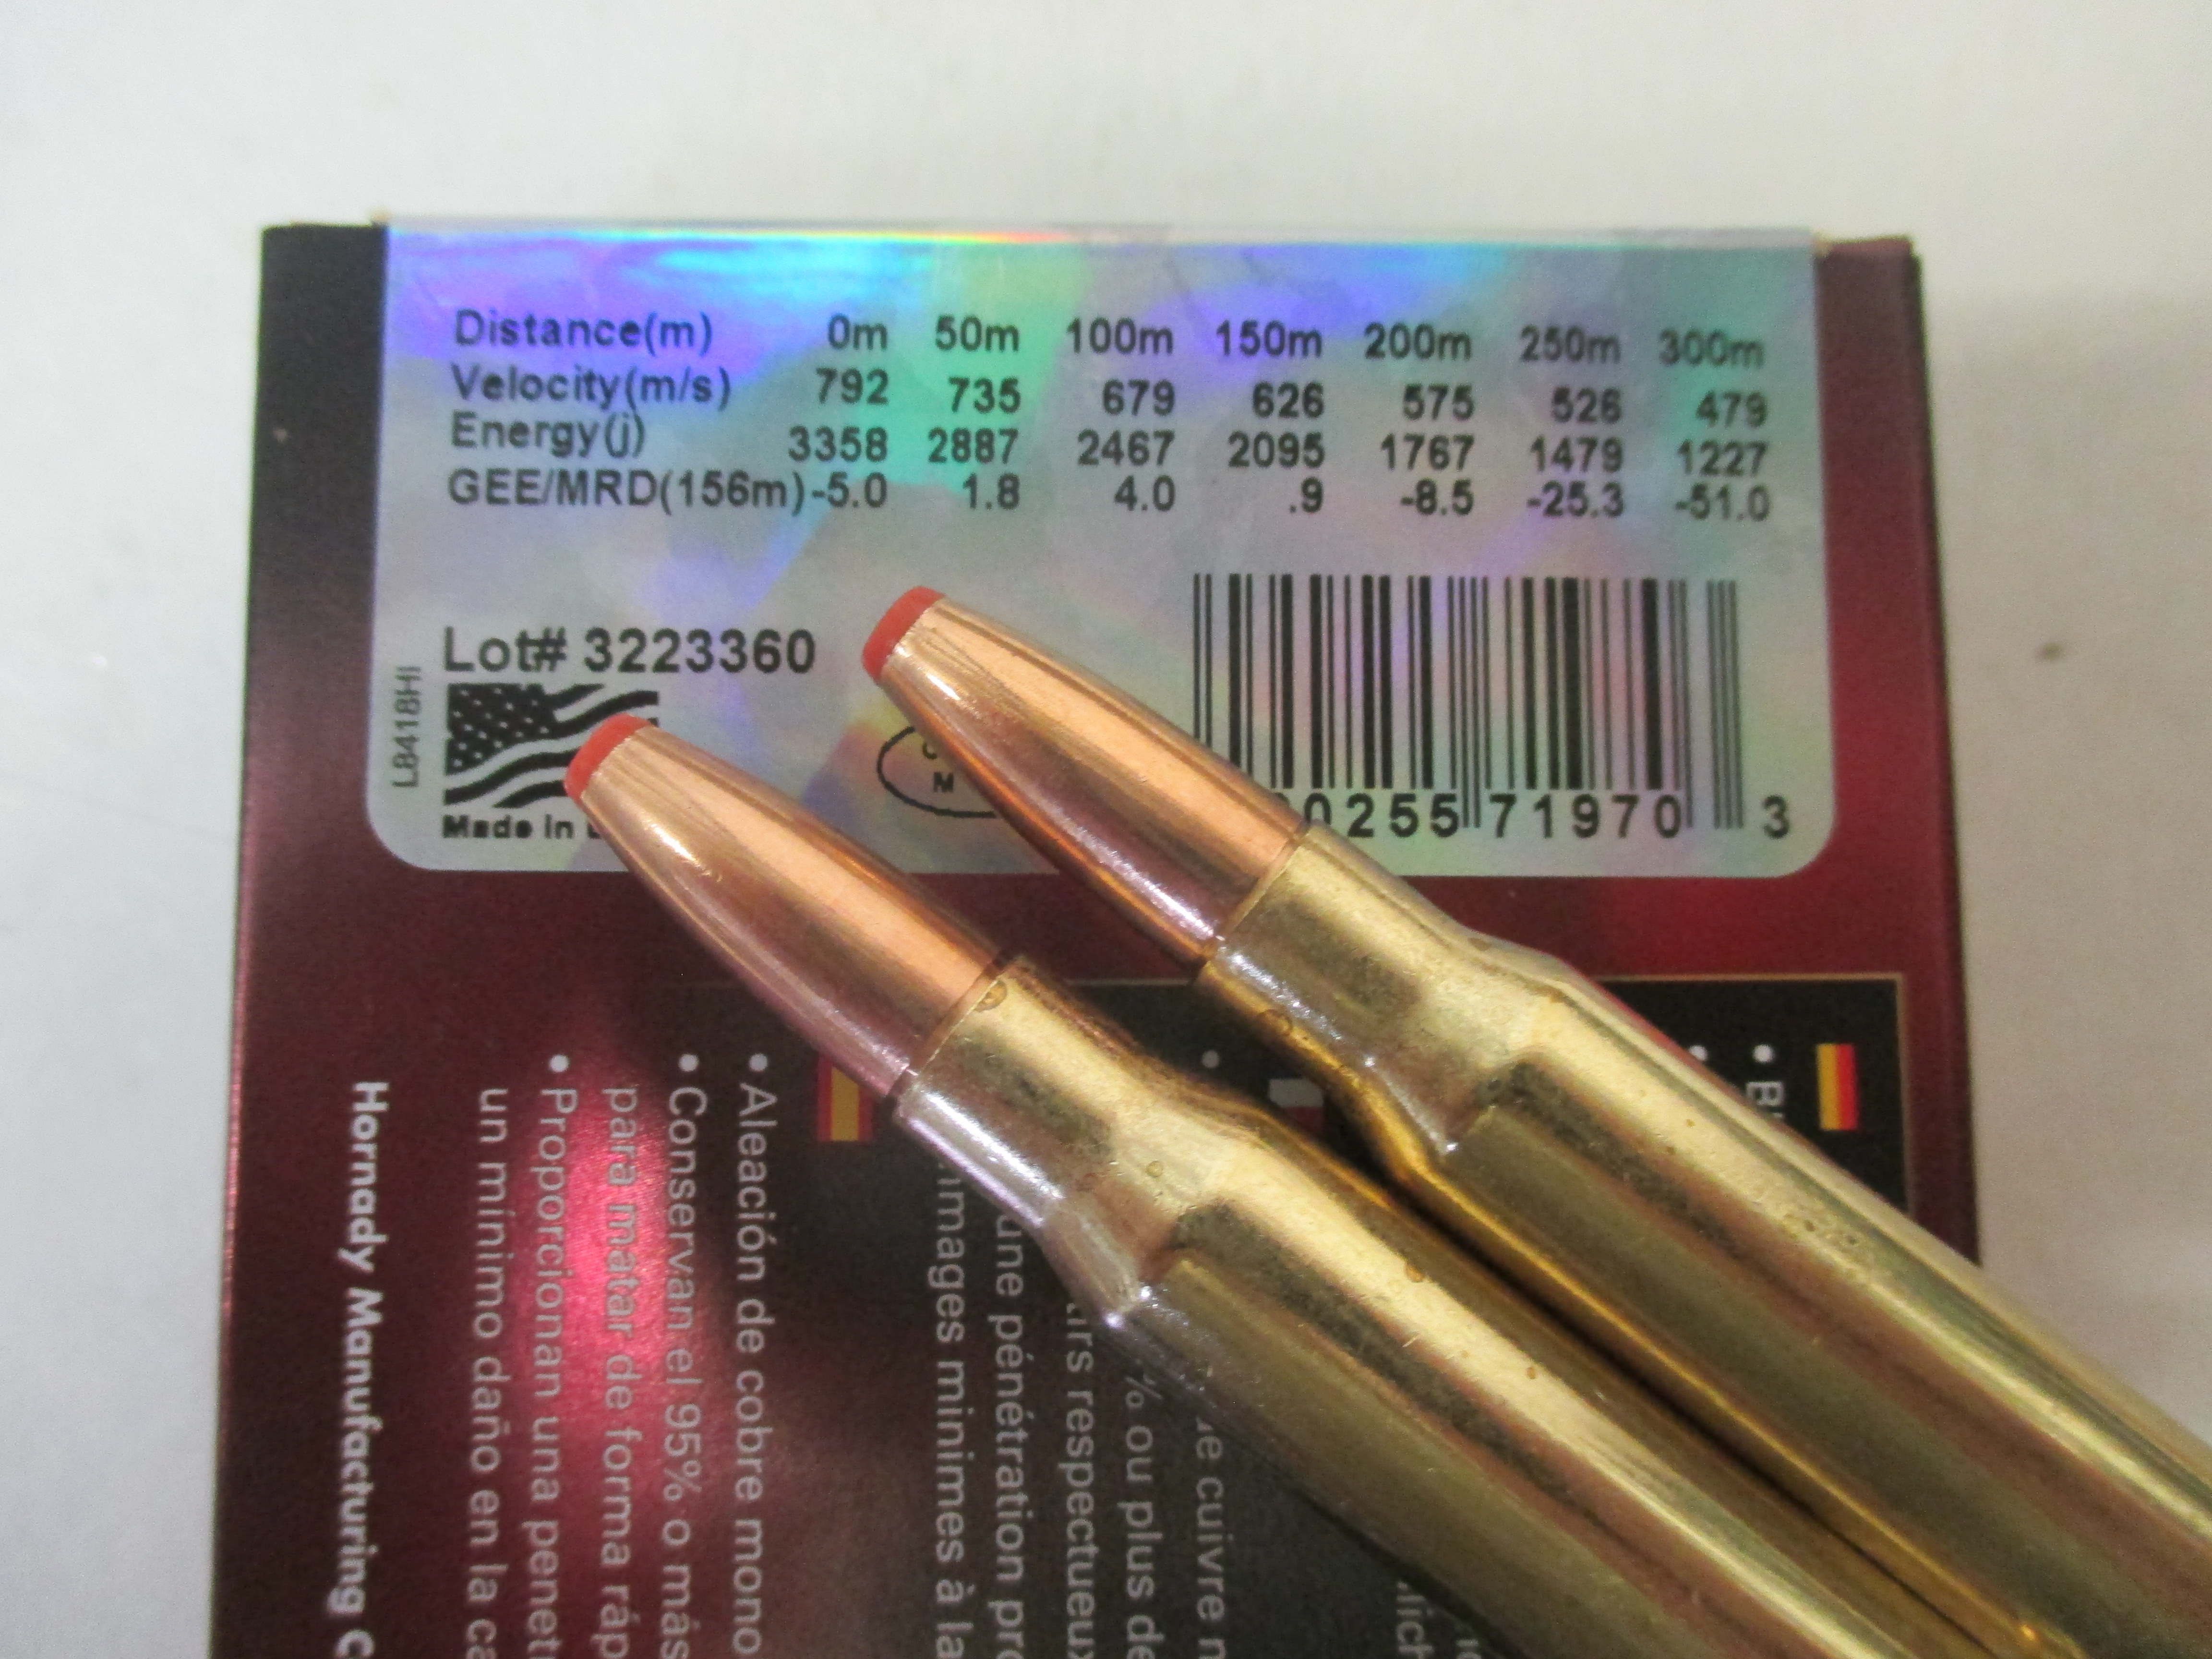 Distance(m) 0m 50m 100m 150m 200m 250m 300m
Velocity(m/s) 792 735 679 626 575 526 479
Energy(j) 3358 2887 2467 2095 1767 1479 1227
GEE/MRD(156m) -5.0 1.8 4.0 .9 -8.5 -25.3 -51.0
Lot# 3223360
L8418HI
Made in
M
0255 71970 3
• Aleación de cobre mono
• Conservan el 95% o más
para matar de forma ráp
• Proporcionan una penet
un mínimo daño en la ca
Hornady Manufacturing C
de cuivre
% ou plus de
tirs respectueux
une pénétration pro
mmages minimes à la